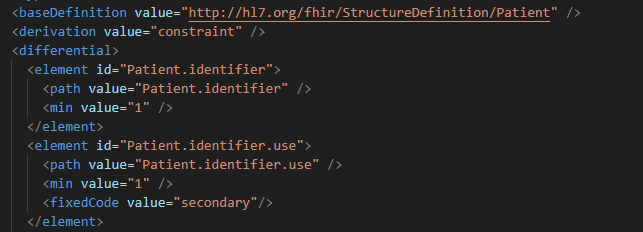 <baseDefinition value="http://hl7.org/fhir/StructureDefinition/Patient" />
<derivation value="constraint" />
<differential>
<element id="Patient.identifier">
<path value="Patient.identifier" />
<min value="1" />
</element>
<element id="Patient.identifier.use">
<path value="Patient.identifier.use" />
<min value="1" />
<fixedCode value="secondary"/>
</element>